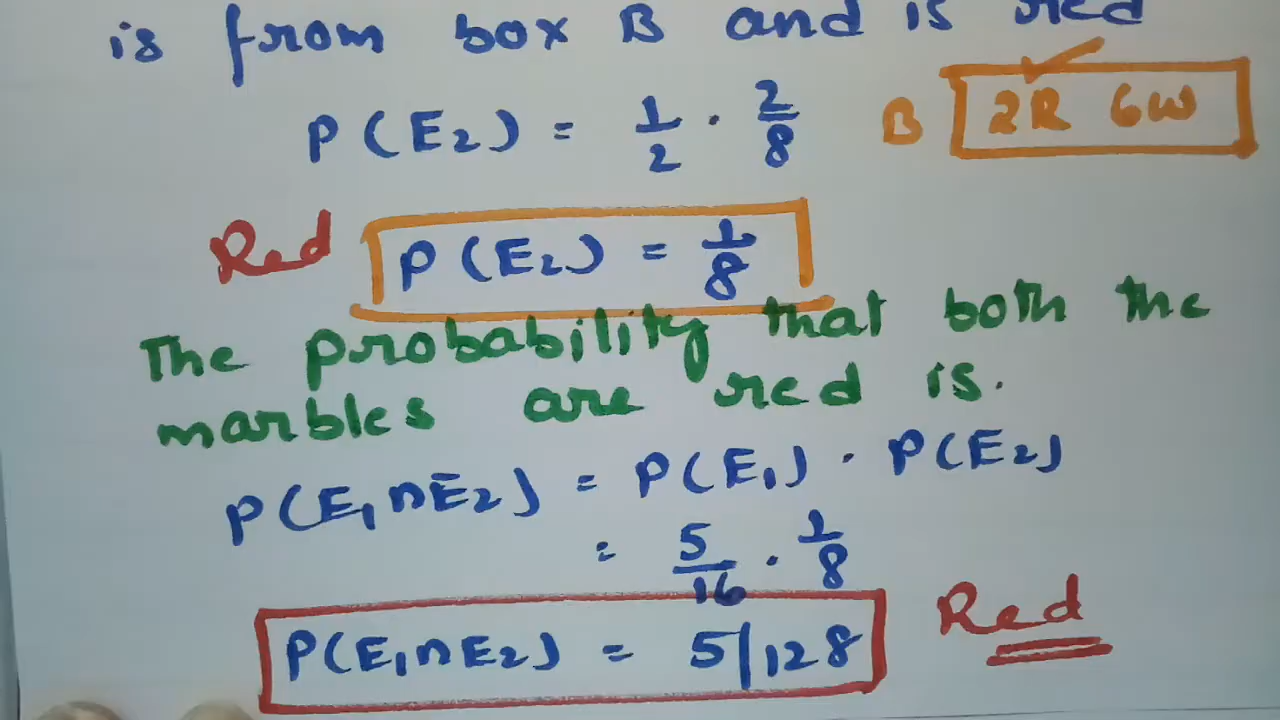 is from box B and is red
P(E2) = 1/2 · 2/8
B 2R 6W
Red P(E2) = 1/8
The probability that both the
marbles are red is.
P(E1∩E2) = P(E1) · P(E2)
= 5/16 · 1/8
P(E1∩E2) = 5/128 Red